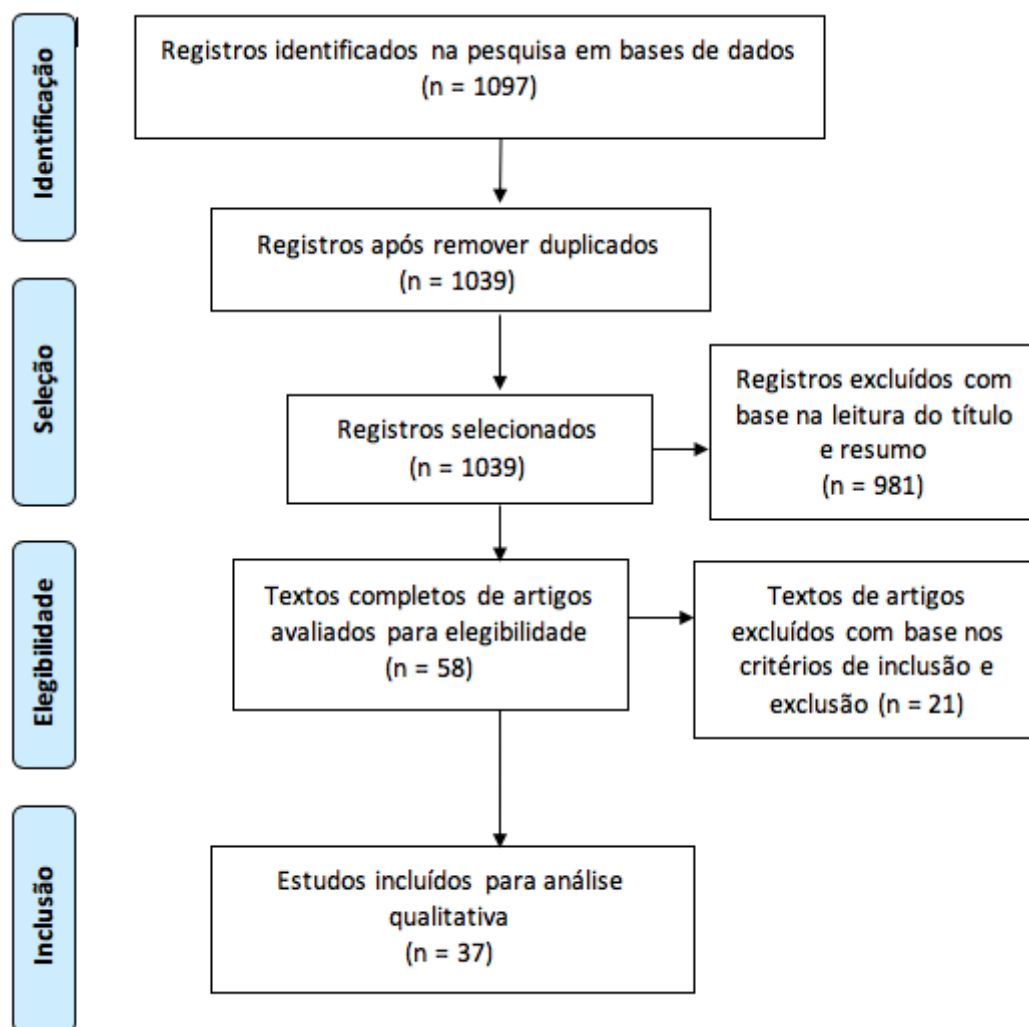 Identificação
Registros identificados na pesquisa em bases de dados
(n = 1097)
Registros após remover duplicados
(n = 1039)
Seleção
Registros selecionados
(n = 1039)
Registros excluídos com
base na leitura do título
e resumo
(n = 981)
Elegibilidade
Textos completos de artigos
avaliados para elegibilidade
(n = 58)
Textos de artigos
excluídos com base nos
critérios de inclusão e
exclusão (n = 21)
Inclusão
Estudos incluídos para análise
qualitativa
(n = 37)